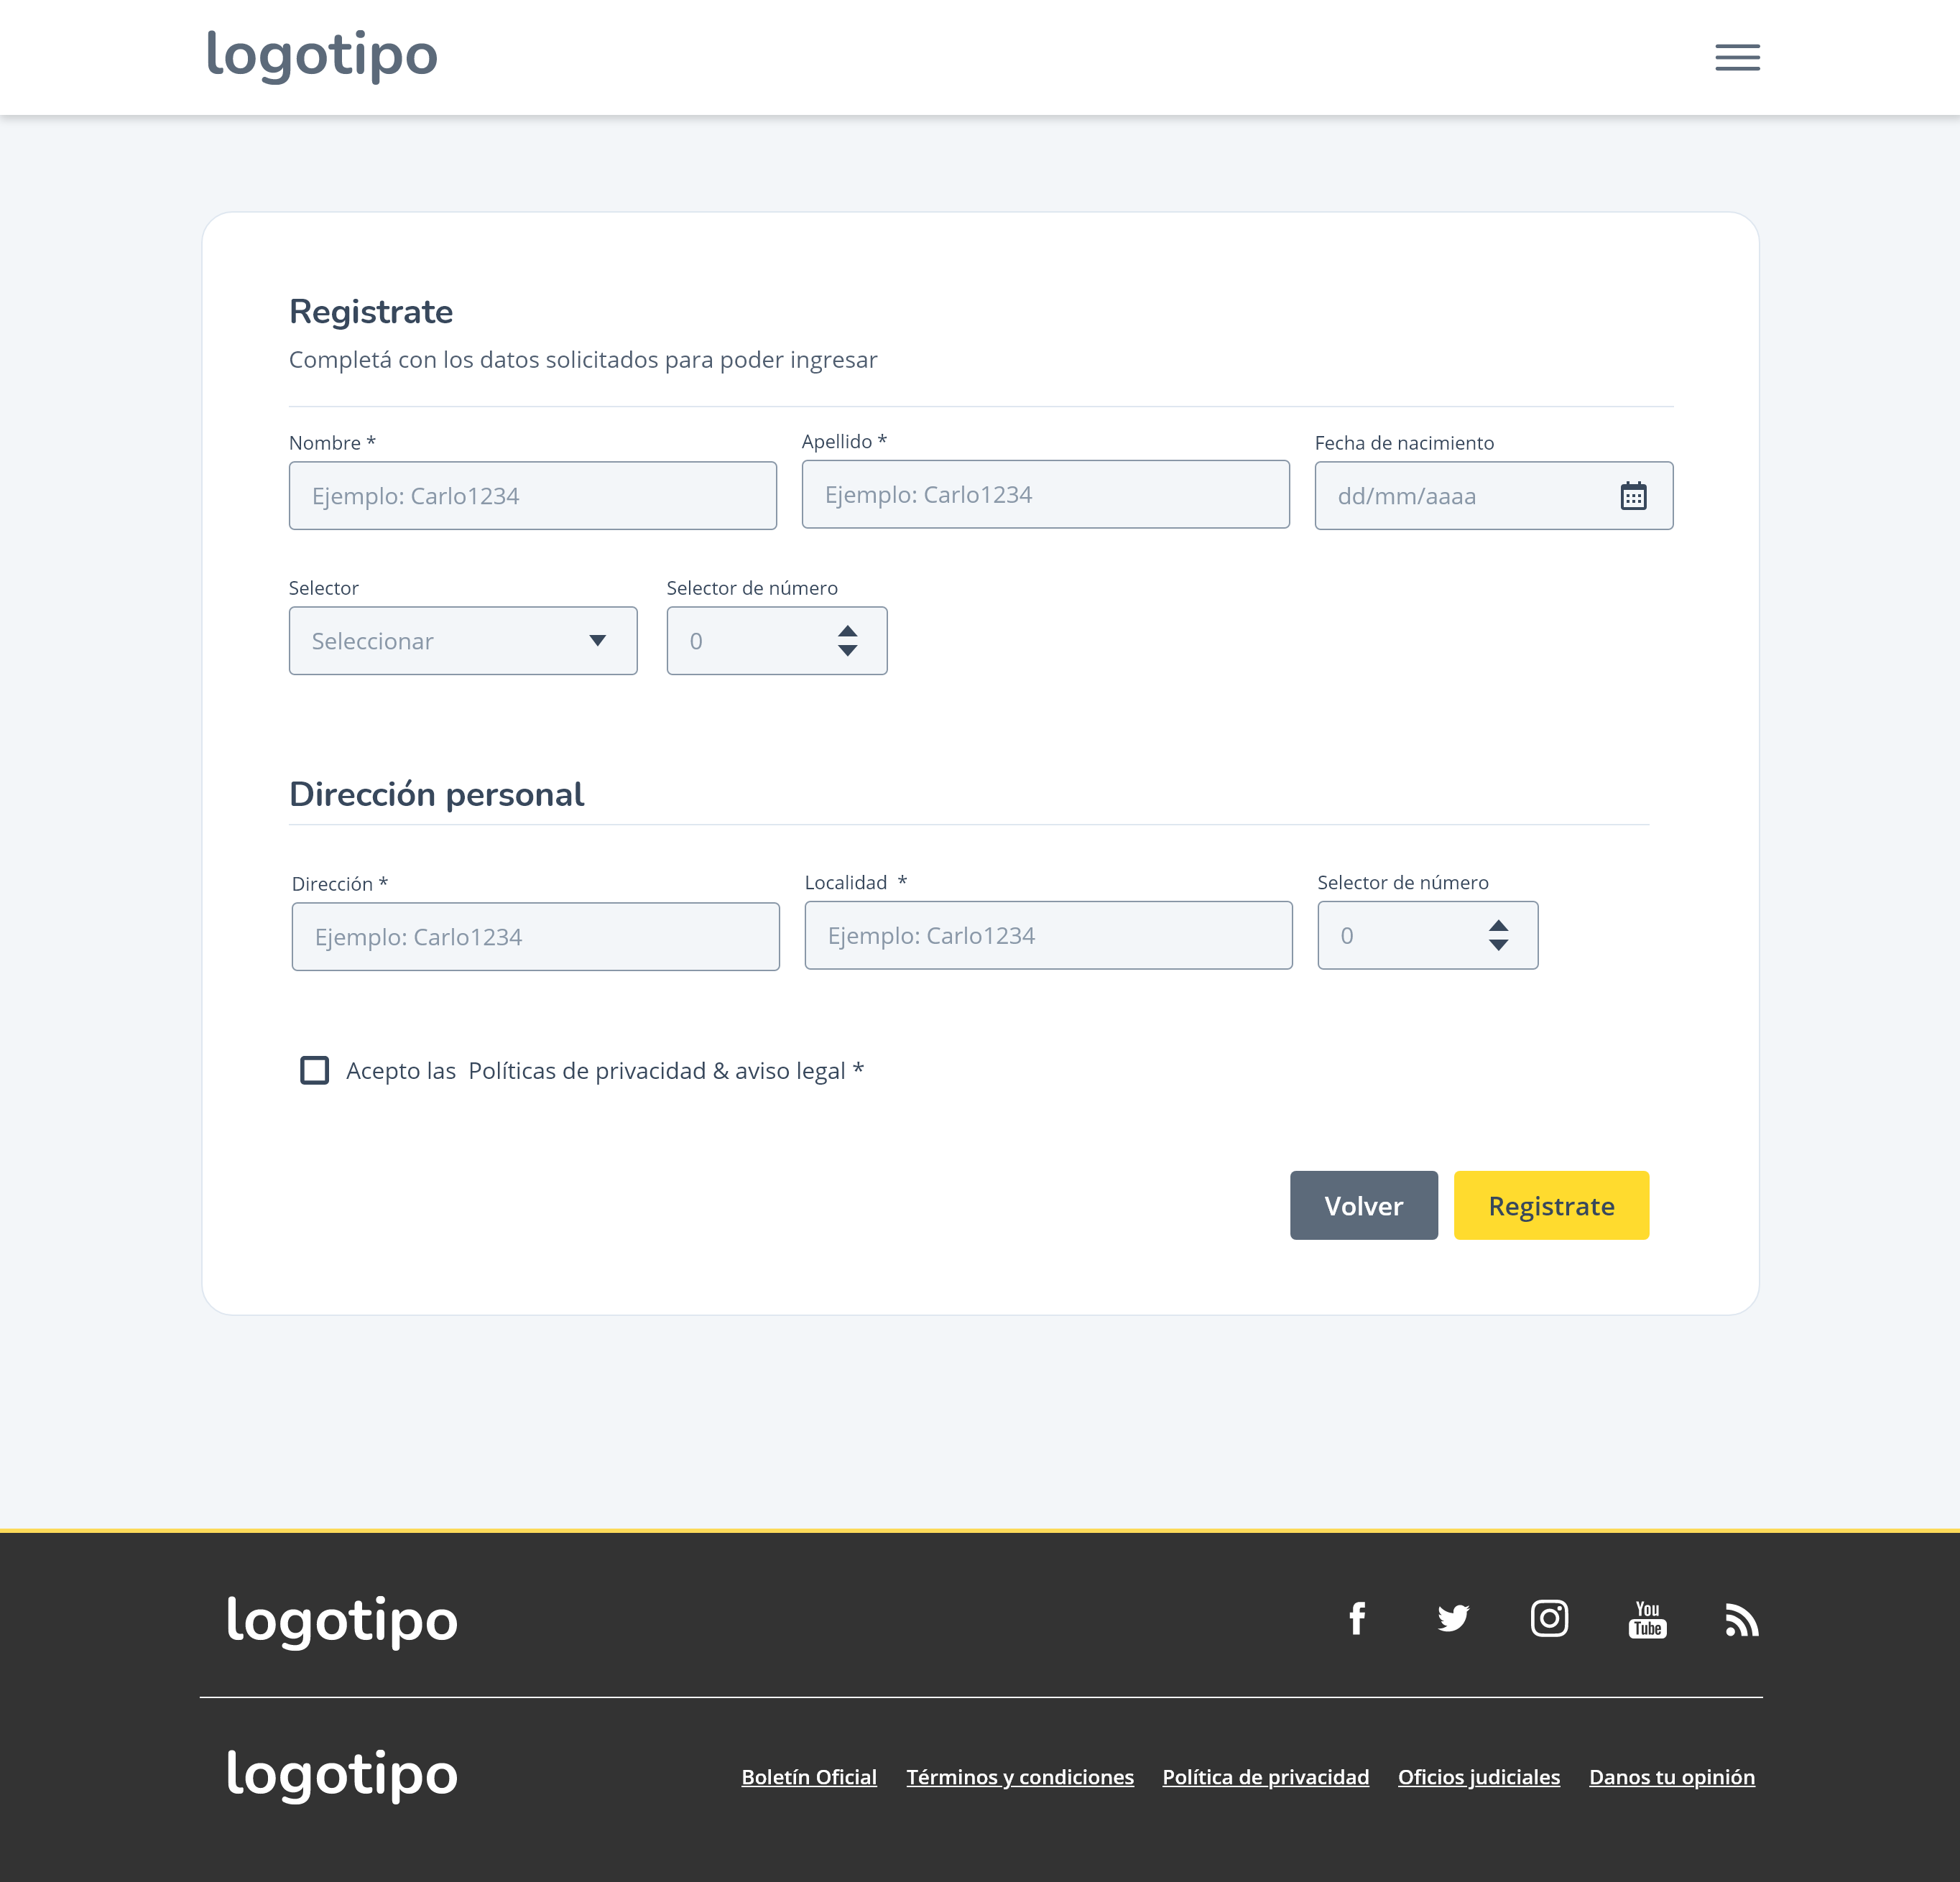 logotipo
Registrate
Completá con los datos solicitados para poder ingresar
Nombre * Apellido * Fecha de nacimiento
Ejemplo: Carlo1234 Ejemplo: Carlo1234 dd/mm/aaaa
Selector Selector de número
Seleccionar 0
Dirección personal
Dirección * Localidad * Selector de número
Ejemplo: Carlo1234 Ejemplo: Carlo1234 0
Acepto las Políticas de privacidad & aviso legal *
Volver Registrate
logotipo You Tube
logotipo Boletín Oficial Términos y condiciones Política de privacidad Oficios judiciales Danos tu opinión